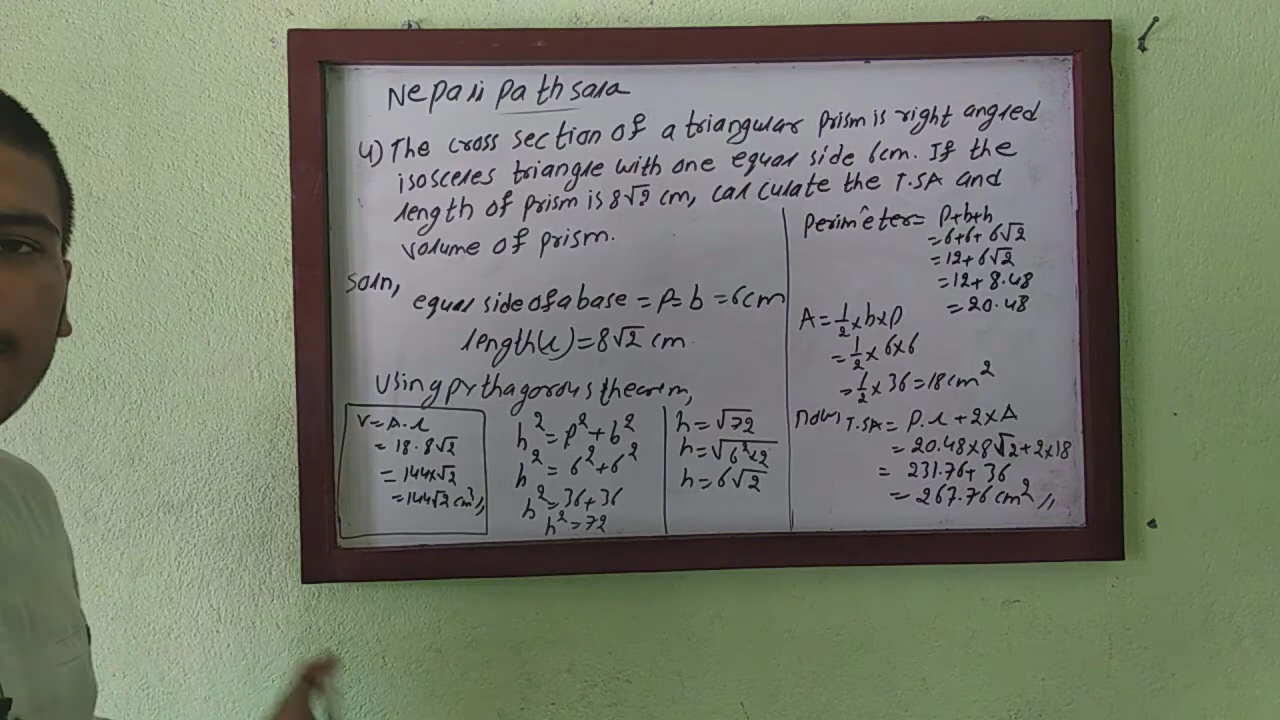 Nepali pathsala
4) The cross section of a triangular prism is right angled
isosceles triangle with one equal side 6cm. If the
length of prism is 8√2 cm, calculate the T.SA and
volume of prism.
Soln,
equal side of a base = P = b = 6cm
length(l) = 8√2 cm
Using pythagorous theorem,
V = A.l
= 18.8√2
= 144×√2
= 144√2 cm³,,
h² = p² + b²
h² = 6² + 6²
h² = 36 + 36
h² = 72
h = √72
h = √6²×2
h = 6√2
Perimeter = P+b+h
= 6+6+6√2
= 12+6√2
= 12+8.48
= 20.48
A = 1/2 × b × p
= 1/2 × 6×6
= 1/2 × 36 = 18cm²
now, T.SA = P.l + 2×A
= 20.48×8√2 + 2×18
= 231.76 + 36
= 267.76 cm² //